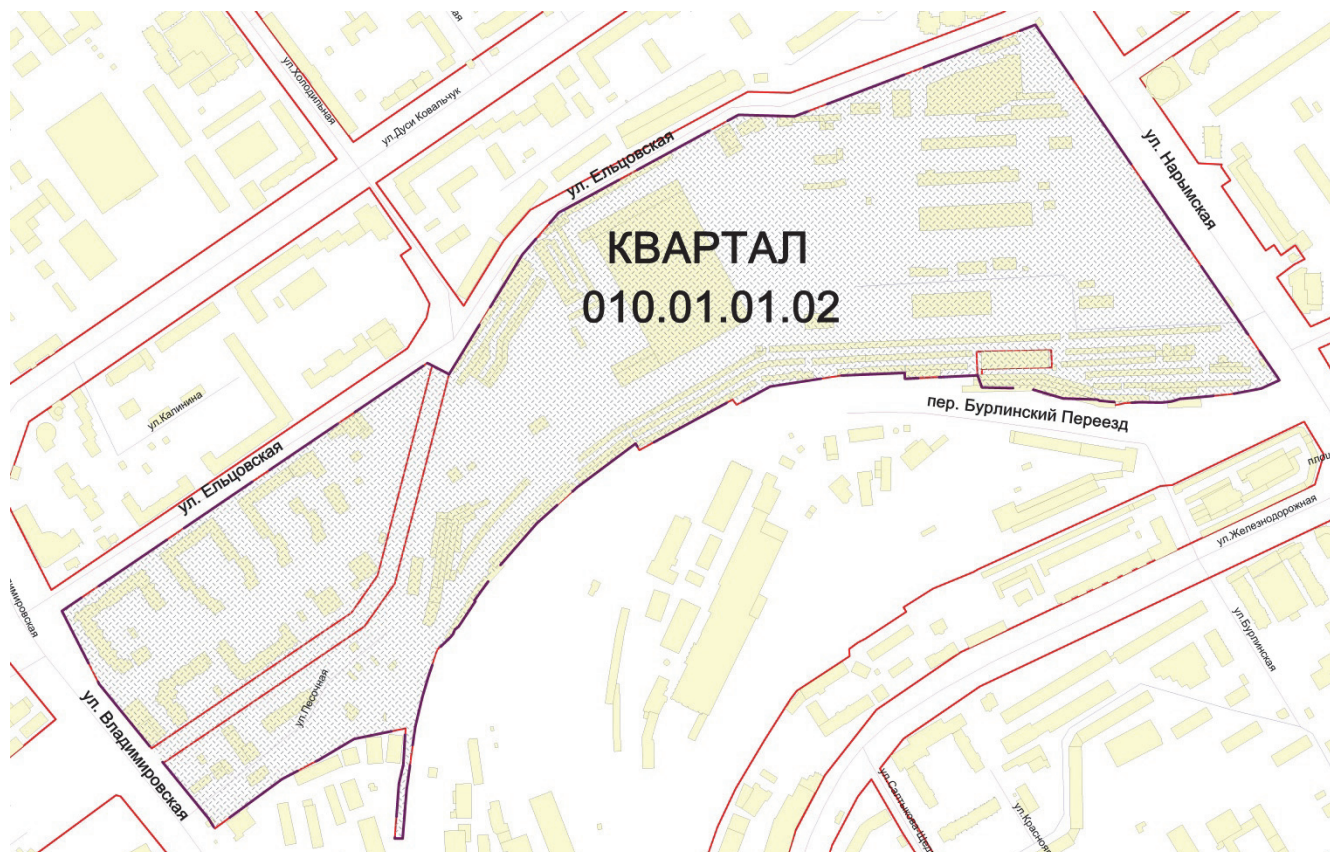 ул.Холодильная
ул.Дуси Ковальчук
ул. Ельцовская
ул. Нарымская
КВАРТАЛ
010.01.01.02
ул.Калинина
пер. Бурлинский Переезд
ул. Ельцовская
ул.Железнодорожная
ул.Бурлинская
ул.Песочная
ул. Владимировская